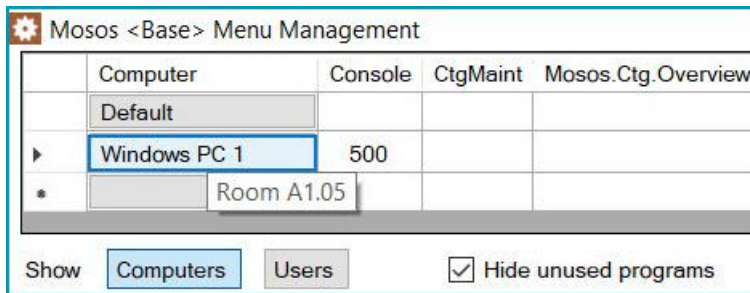 Mosos <Base> Menu Management
Computer Console CtgMaint Mosos.Ctg.Overview
Default
Windows PC 1 500
Room A1.05
Show Computers Users Hide unused programs